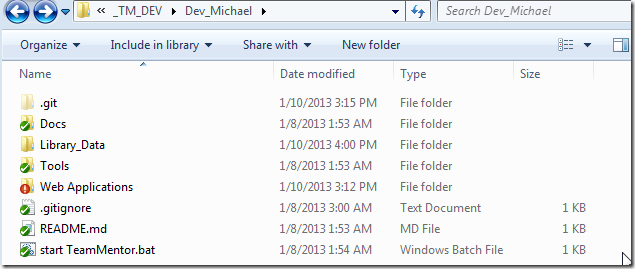 « _TM_DEV ▸ Dev_Michael ▸ Search Dev_Michael
Organize Include in library Share with New folder
Name Date modified Type Size
.git 1/10/2013 3:15 PM File folder
Docs 1/8/2013 1:53 AM File folder
Library_Data 1/10/2013 4:00 PM File folder
Tools 1/8/2013 1:53 AM File folder
Web Applications 1/10/2013 3:12 PM File folder
.gitignore 1/8/2013 3:00 AM Text Document 1 KB
README.md 1/8/2013 1:53 AM MD File 1 KB
start TeamMentor.bat 1/8/2013 1:54 AM Windows Batch File 1 KB